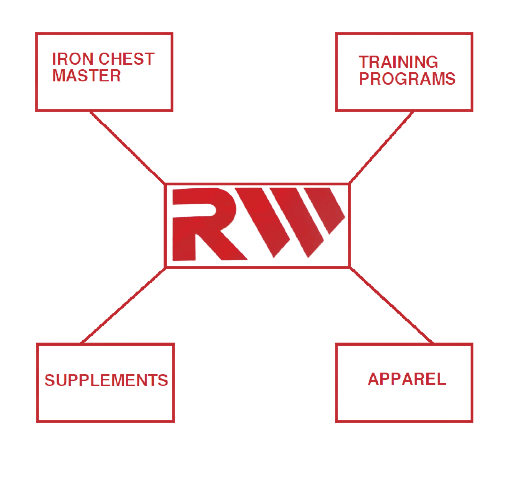 IRON CHEST
MASTER
TRAINING
PROGRAMS
RW
SUPPLEMENTS
APPAREL